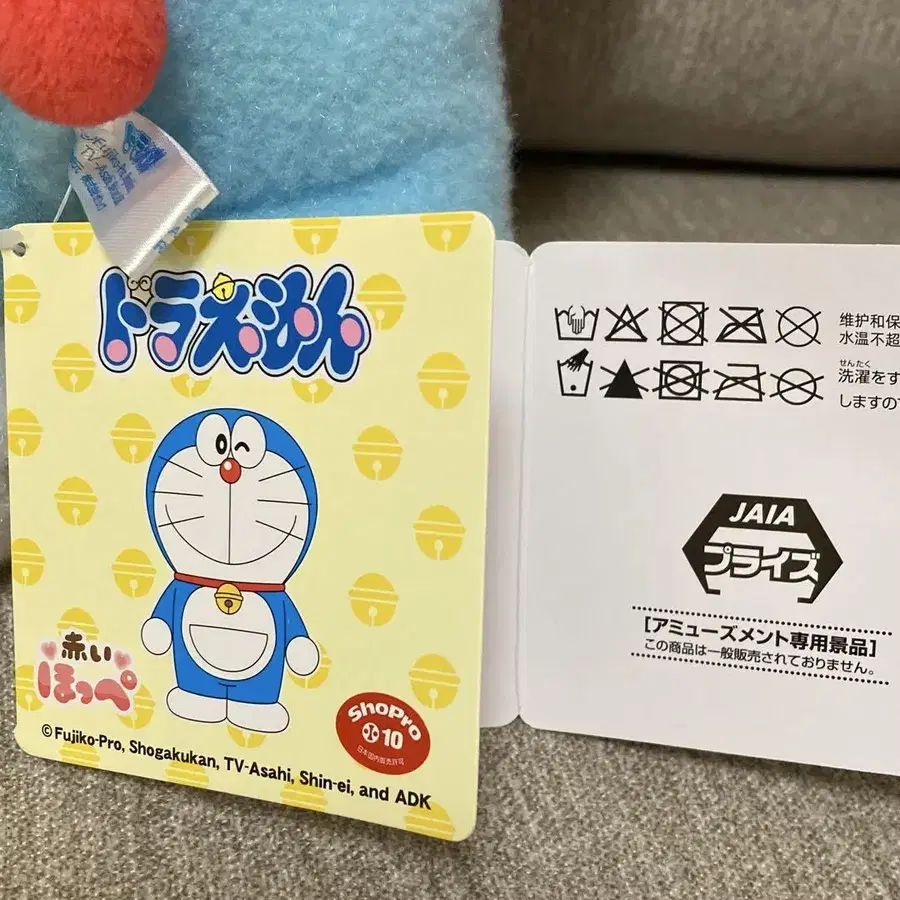 Fujiko-
TV-Asahi
ドラえもん
赤い
ほっぺ
ShoPro
10
日本国内販売許可
©Fujiko-Pro, Shogakukan, TV-Asahi, Shin-ei, and ADK
维护和保
水温不超
せんたく
洗濯をす
しますので
JAIA
プライズ
[アミューズメント専用景品]
この商品は一般販売されておりません。